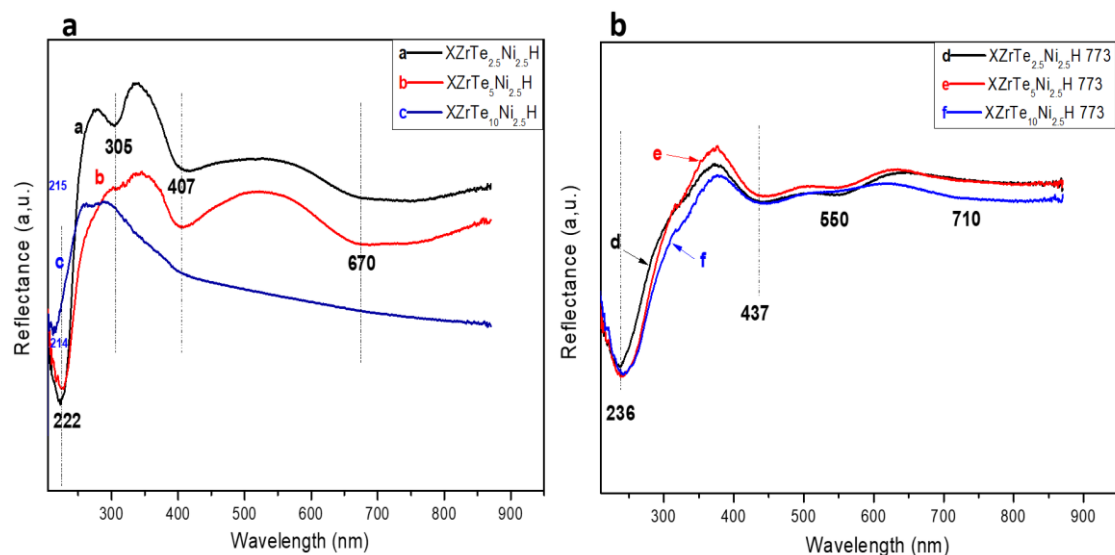 a
a XZrTe2.5Ni2.5H
b XZrTe5Ni2.5H
c XZrTe10Ni2.5H
a
305
407
215
b
c
670
214
222
Reflectance (a,u.)
300 400 500 600 700 800 900
Wavelength (nm)
b
d XZrTe2.5Ni2.5H 773
e XZrTe5Ni2.5H 773
f XZrTe10Ni2.5H 773
e
550
710
d
f
437
236
Reflectance (a,u.)
300 400 500 600 700 800 900
Wavelength (nm)